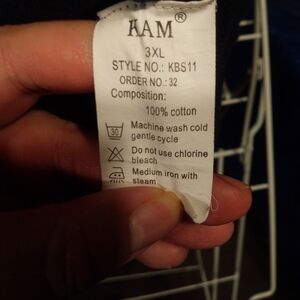 KAM®
3XL
STYLE NO.: KBS11
ORDER NO.: 32
Composition:
100% cotton
30
Machine wash cold
gentle cycle
Do not use chlorine
bleach
Medium iron with
steam